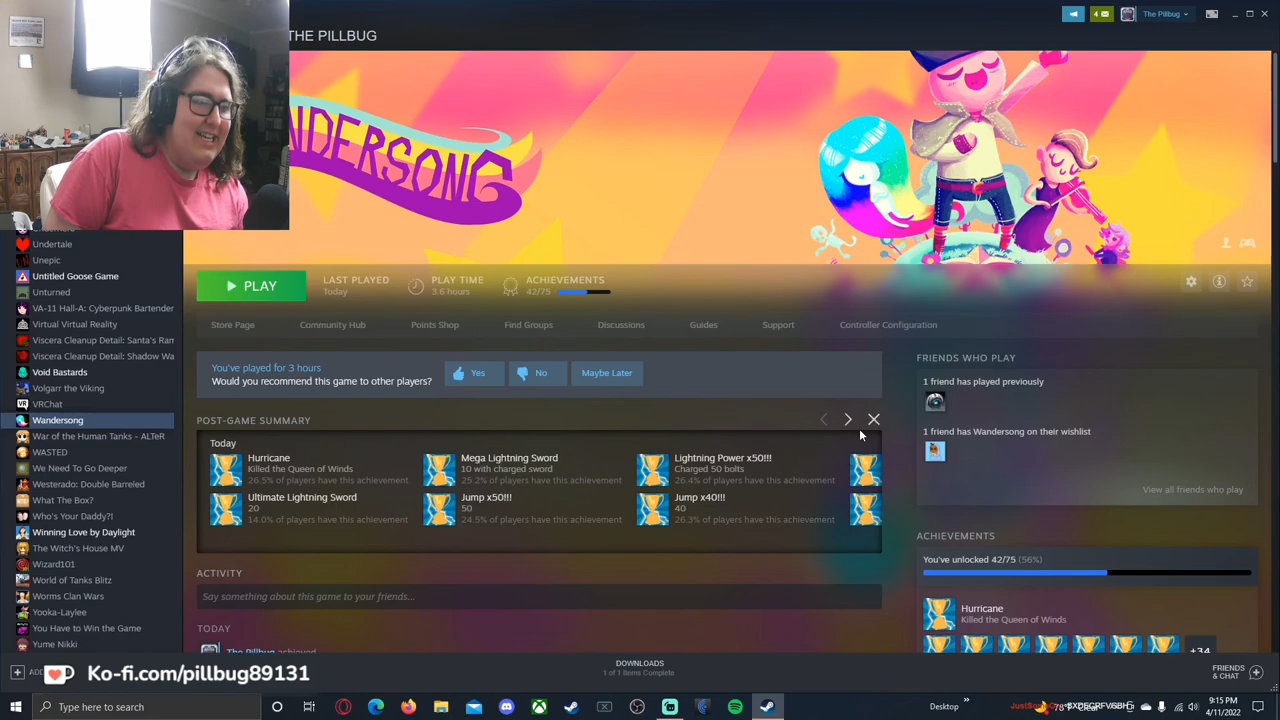 THE PILLBUG
4
The Pillbug
NDERSONG
PLAY
LAST PLAYED
Today
PLAY TIME
3.6 hours
ACHIEVEMENTS
42/75
Store Page
Community Hub
Points Shop
Find Groups
Discussions
Guides
Support
Controller Configuration
Undertale
Unepic
Untitled Goose Game
Unturned
VA-11 Hall-A: Cyberpunk Bartender
Virtual Virtual Reality
Viscera Cleanup Detail: Santa's Ram
Viscera Cleanup Detail: Shadow Wa
Void Bastards
Volgarr the Viking
VRChat
Wandersong
War of the Human Tanks - ALTeR
WASTED
We Need To Go Deeper
Westerado: Double Barreled
What The Box?
Who's Your Daddy?!
Winning Love by Daylight
The Witch's House MV
Wizard101
World of Tanks Blitz
Worms Clan Wars
Yooka-Laylee
You Have to Win the Game
Yume Nikki
You've played for 3 hours
Would you recommend this game to other players?
Yes
No
Maybe Later
POST-GAME SUMMARY
Today
Hurricane
Killed the Queen of Winds
26.5% of players have this achievement
Mega Lightning Sword
10 with charged sword
25.2% of players have this achievement
Lightning Power x50!!!
Charged 50 bolts
26.4% of players have this achievement
Ultimate Lightning Sword
20
14.0% of players have this achievement
Jump x50!!!
50
24.5% of players have this achievement
Jump x40!!!
40
26.3% of players have this achievement
ACTIVITY
Say something about this game to your friends...
TODAY
The Pillbug achieved
FRIENDS WHO PLAY
1 friend has played previously
1 friend has Wandersong on their wishlist
View all friends who play
ACHIEVEMENTS
You've unlocked 42/75 (56%)
Hurricane
Killed the Queen of Winds
+34
Ko-fi.com/pillbug89131
DOWNLOADS
1 of 1 Items Complete
FRIENDS
& CHAT
Type here to search
Desktop
9:15 PM
4/11/2022